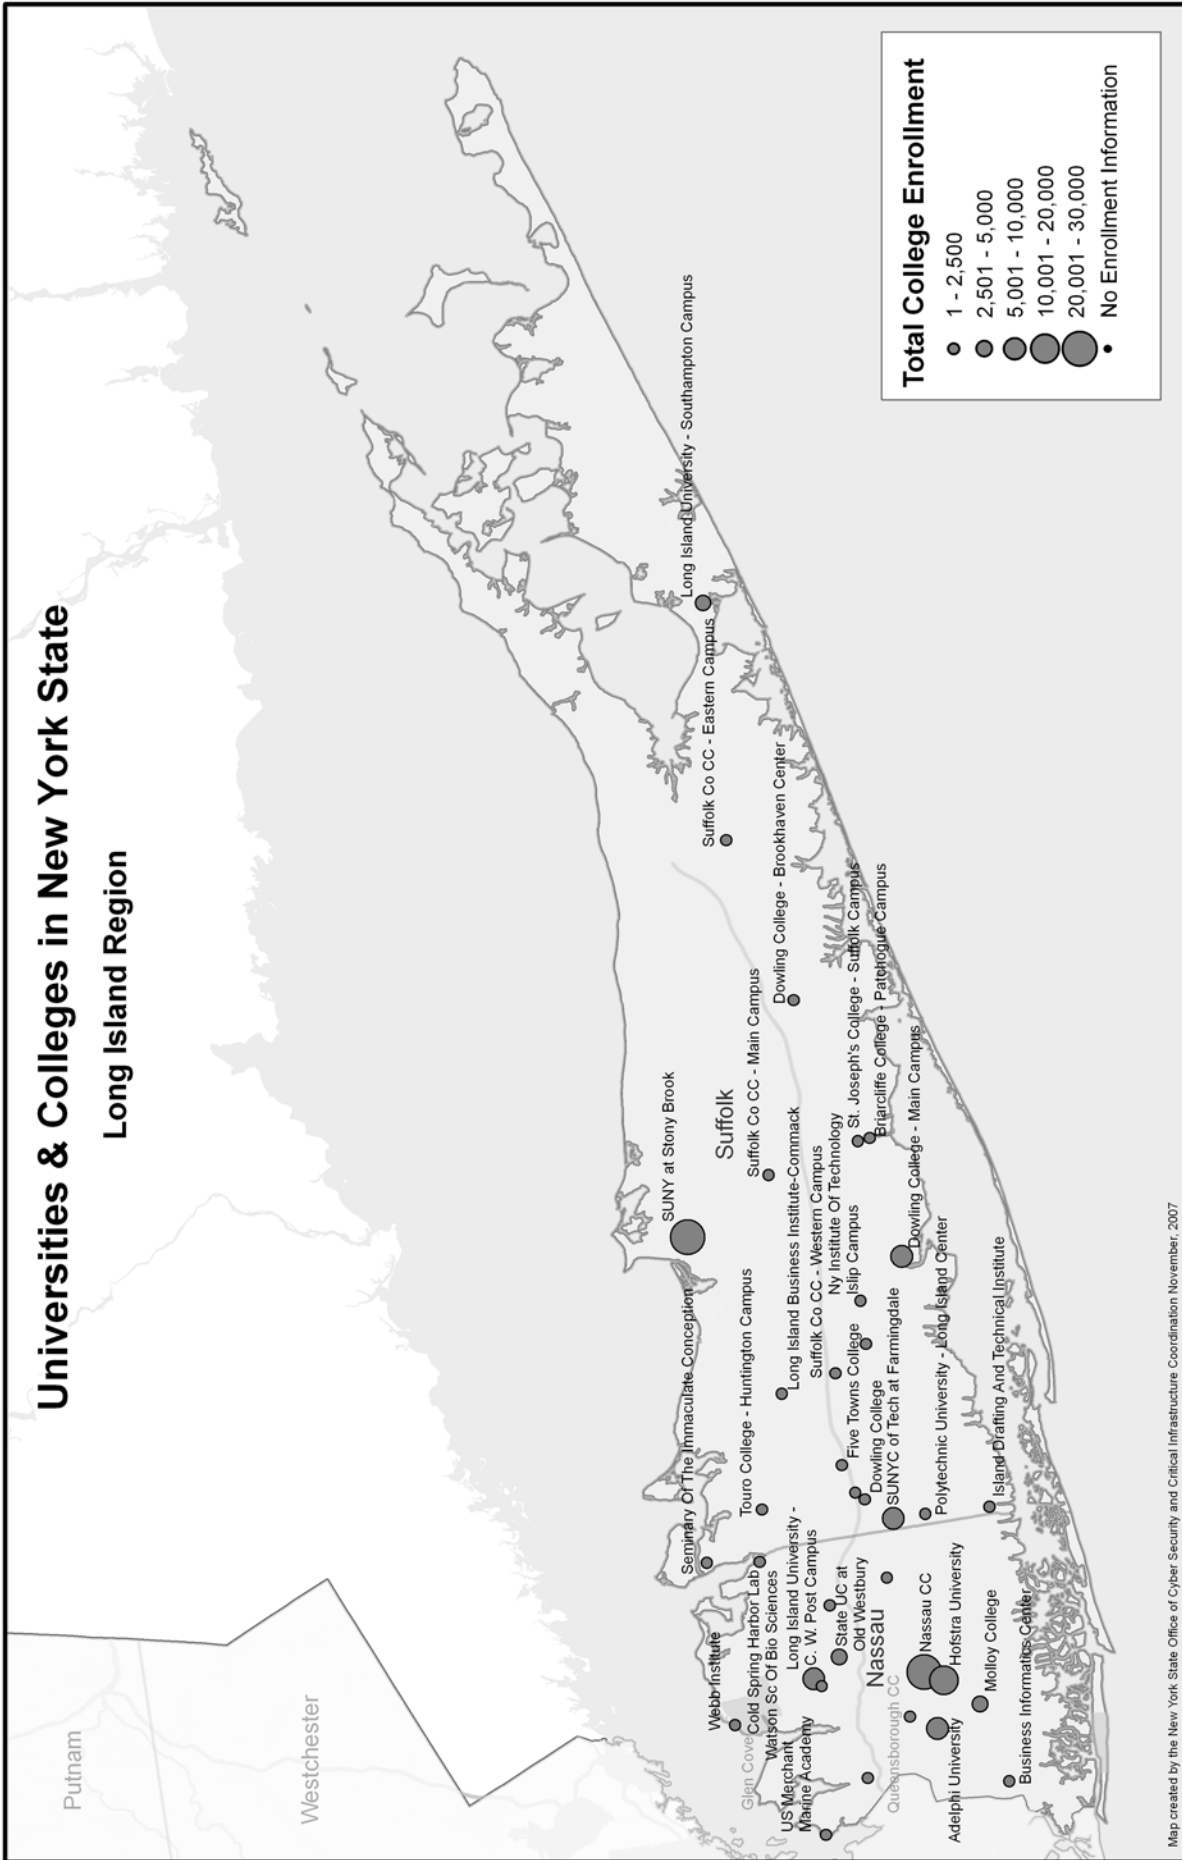 Universities & Colleges in New York State
Long Island Region
Putnam
Westchester
Seminary Of The Immaculate Conception
SUNY at Stony Brook
Long Island University - Southampton Campus
Suffolk Co CC - Eastern Campus
Webb Institute
Touro College - Huntington Campus
Suffolk
Suffolk Co CC - Main Campus
Dowling College - Brookhaven Center
Glen Cove
Cold Spring Harbor Lab
Watson Sc Of Bio Sciences
Long Island University -
C. W. Post Campus
Long Island Business Institute-Commack
US Merchant
Marine Academy
Suffolk Co CC - Western Campus
Ny Institute Of Technology
Islip Campus
State UC at
Old Westbury
Five Towns College
St. Joseph's College - Suffolk Campus
Briarcliffe College - Patchogue Campus
Nassau
Dowling College
SUNYC of Tech at Farmingdale
Dowling College - Main Campus
Queensborough CC
Nassau CC
Hofstra University
Polytechnic University - Long Island Center
Adelphi University
Molloy College
Island Drafting And Technical Institute
Business Informatics Center
Total College Enrollment
1 - 2,500
2,501 - 5,000
5,001 - 10,000
10,001 - 20,000
20,001 - 30,000
No Enrollment Information
Map created by the New York State Office of Cyber Security and Critical Infrastructure Coordination November, 2007